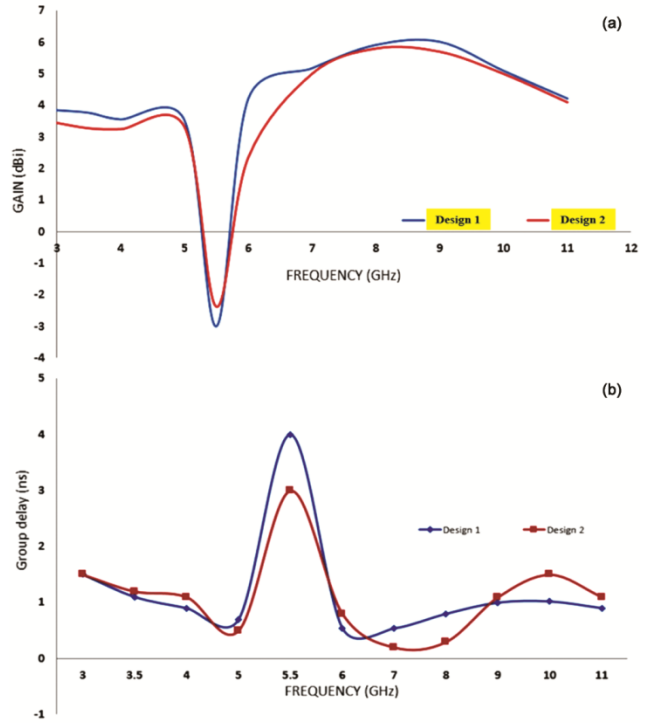 (a)
7
6
5
4
3
2
1
0
-1
-2
-3
-4
GAIN (dBi)
3 4 5 6 7 8 9 10 11 12
FREQUENCY (GHz)
Design 1 Design 2
(b)
5
4
3
2
1
0
-1
Group delay (ns)
Design 1 Design 2
3 3.5 4 5 5.5 6 7 8 9 10 11
FREQUENCY (GHz)